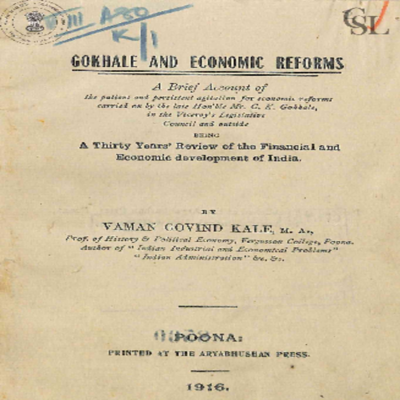 A20
K/1
CSL
GOKHALE AND ECONOMIC REFORMS
A Brief Account of
the patient and persistent agitation for economic reforms
carried on by the late Hon'ble Mr. G. K. Gokhale,
in the Viceroy's Legislative
Council and outside
BEING
A Thirty Years' Review of the Financial and
Economic development of India.
BY
VAMAN GOVIND KALE, M. A.,
Prof. of History & Political Economy, Fergusson College, Poona.
Author of "Indian Industrial and Economical Problems"
"Indian Administration" &c. &c.
POONA:
PRINTED AT THE ARYABHUSHAN PRESS.
1916.